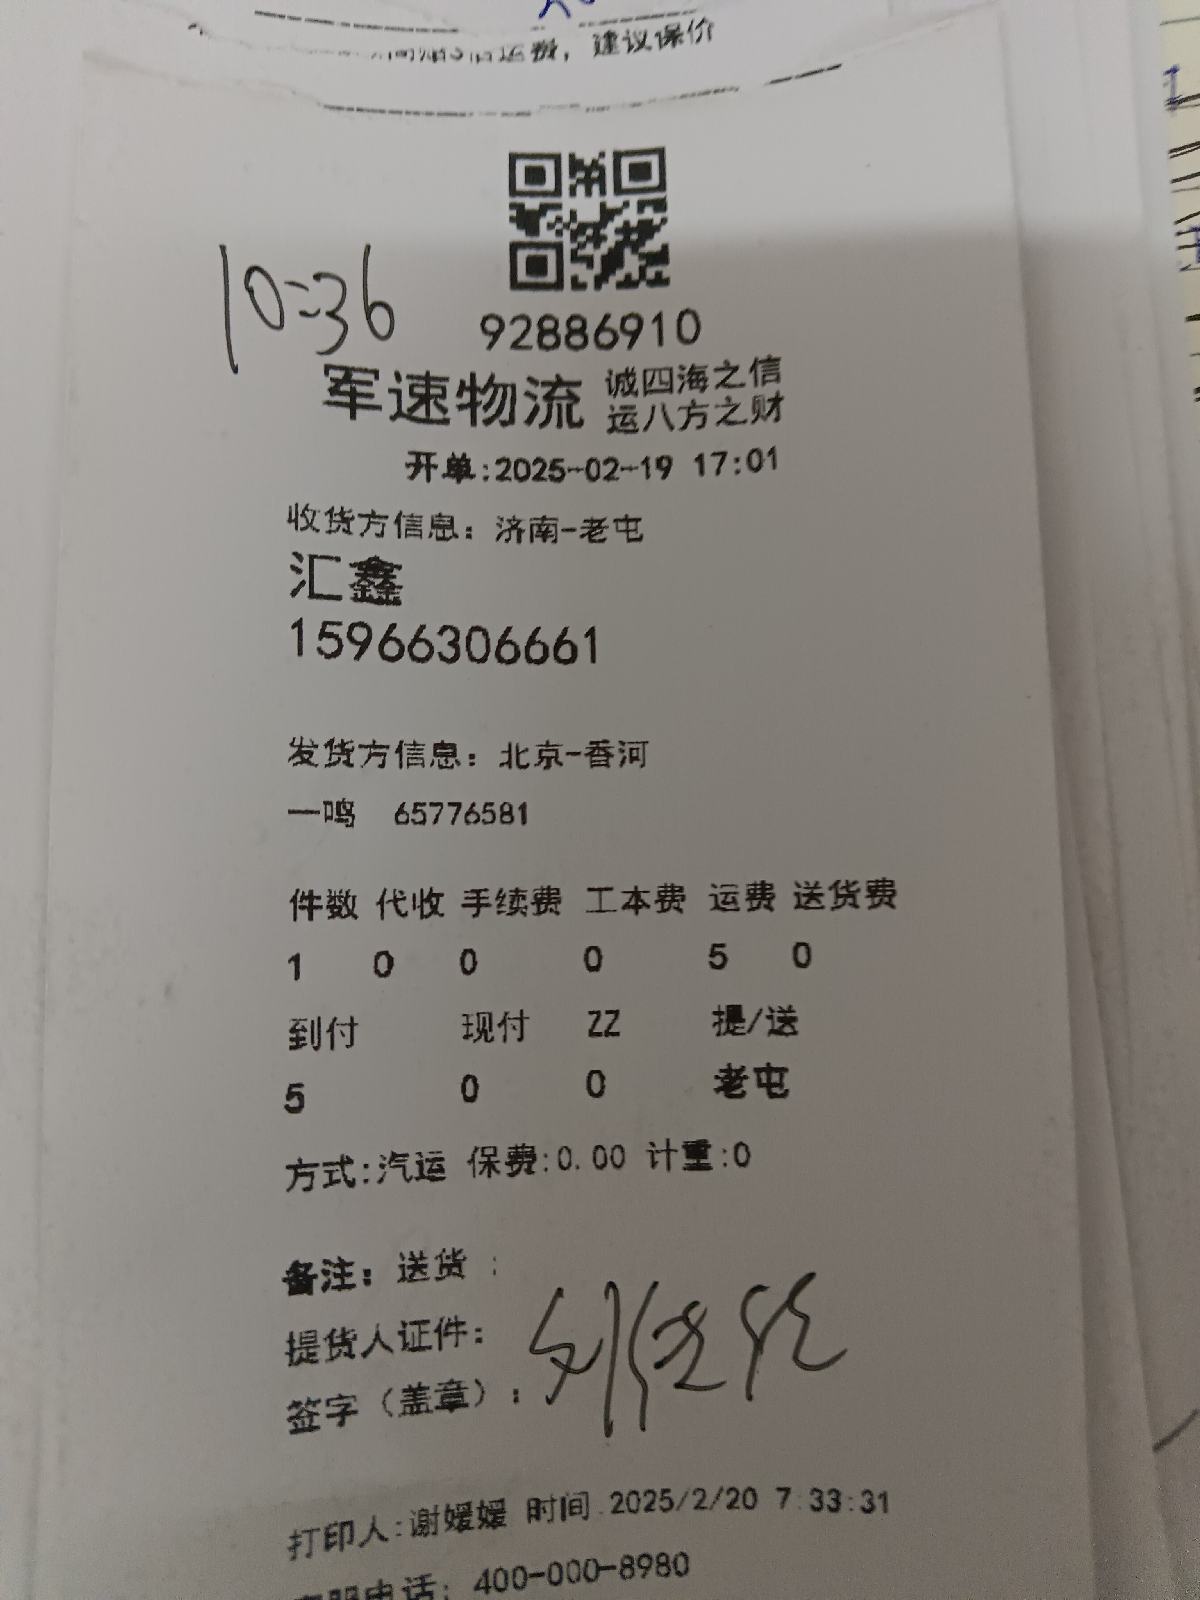 运费，建议保价
10:36
92886910
军速物流 诚四海之信
运八方之财
开单:2025-02-19 17:01
收货方信息：济南-老屯
汇鑫
15966306661
发货方信息：北京-香河
一鸣 65776581
件数 代收 手续费 工本费 运费 送货费
1 0 0 0 5 0
到付 现付 ZZ 提/送
5 0 0 老屯
方式:汽运 保费:0.00 计重:0
备注：送货 :
提货人证件：
签字（盖章）：
打印人:谢媛媛 时间 2025/2/20 7:33:31
客服电话：400-000-8980